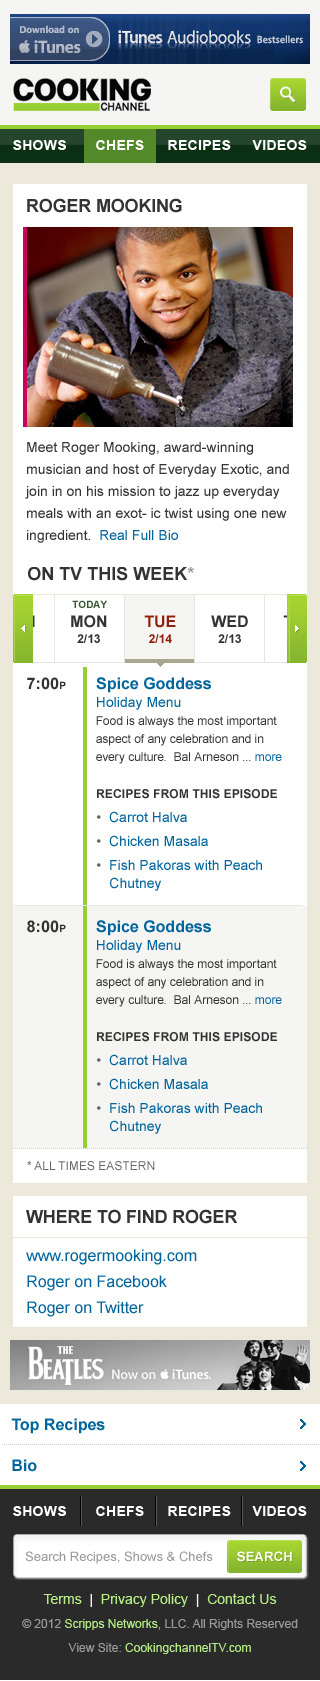 Download on iTunes
iTunes Audiobooks Bestsellers
COOKING
CHANNEL
SHOWS CHEFS RECIPES VIDEOS
ROGER MOOKING
Meet Roger Mooking, award-winning
musician and host of Everyday Exotic, and
join in on his mission to jazz up everyday
meals with an exot- ic twist using one new
ingredient. Real Full Bio
ON TV THIS WEEK*
TODAY
MON TUE WED
2/13 2/14 2/13
7:00P Spice Goddess
Holiday Menu
Food is always the most important
aspect of any celebration and in
every culture. Bal Arneson ... more
RECIPES FROM THIS EPISODE
• Carrot Halva
• Chicken Masala
• Fish Pakoras with Peach
Chutney
8:00P Spice Goddess
Holiday Menu
Food is always the most important
aspect of any celebration and in
every culture. Bal Arneson ... more
RECIPES FROM THIS EPISODE
• Carrot Halva
• Chicken Masala
• Fish Pakoras with Peach
Chutney
* ALL TIMES EASTERN
WHERE TO FIND ROGER
www.rogermooking.com
Roger on Facebook
Roger on Twitter
THE BEATLES Now on iTunes.
Top Recipes
Bio
SHOWS CHEFS RECIPES VIDEOS
Search Recipes, Shows & Chefs SEARCH
Terms | Privacy Policy | Contact Us
© 2012 Scripps Networks, LLC. All Rights Reserved
View Site: CookingchannelTV.com